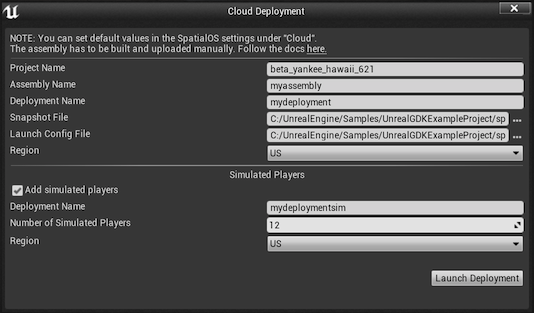 Cloud Deployment
NOTE: You can set default values in the SpatialOS settings under "Cloud".
The assembly has to be built and uploaded manually. Follow the docs here.
Project Name beta_yankee_hawaii_621
Assembly Name myassembly
Deployment Name mydeployment
Snapshot File C:/UnrealEngine/Samples/UnrealGDKExampleProject/sp ...
Launch Config File C:/UnrealEngine/Samples/UnrealGDKExampleProject/sp ...
Region US
Simulated Players
Add simulated players
Deployment Name mydeploymentsim
Number of Simulated Players 12
Region US
Launch Deployment